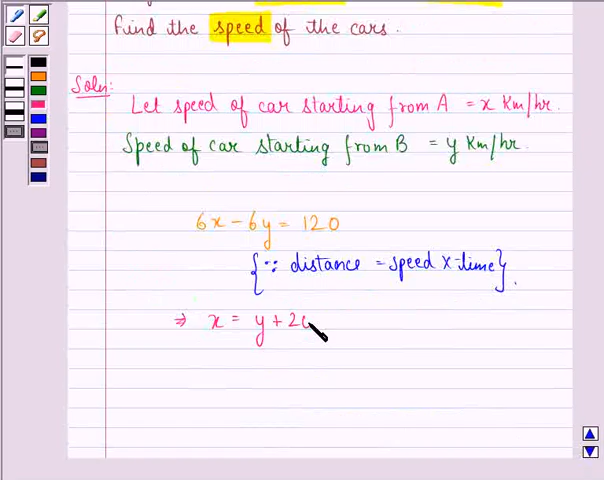 Find the speed of the cars.
Soln:
Let speed of car starting from A = x Km/hr.
Speed of car starting from B = y Km/hr.
6x - 6y = 120
{∵ distance = speed x time}.
⇒ x = y + 20